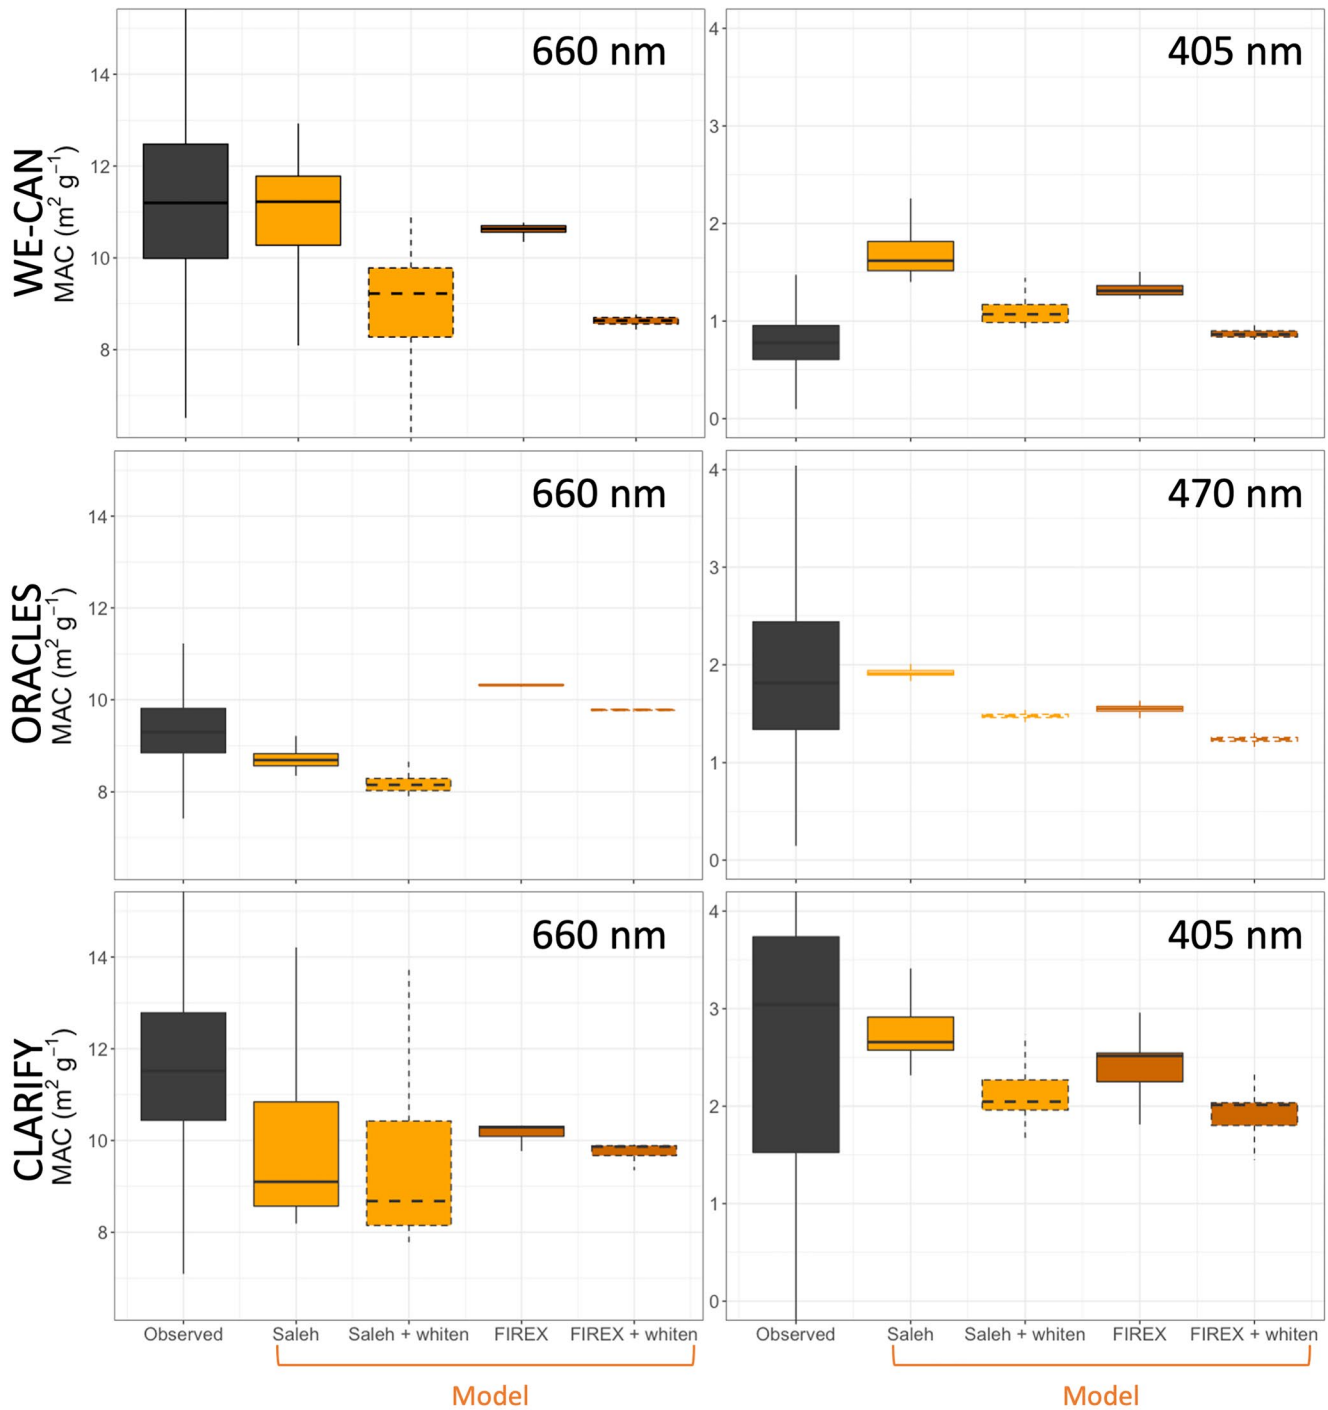 660 nm
405 nm
WE-CAN
MAC (m² g⁻¹)
14
12
10
8
4
3
2
1
0
660 nm
470 nm
ORACLES
MAC (m² g⁻¹)
14
12
10
8
4
3
2
1
0
660 nm
405 nm
CLARIFY
MAC (m² g⁻¹)
14
12
10
8
4
3
2
1
0
Observed Saleh Saleh + whiten FIREX FIREX + whiten
Observed Saleh Saleh + whiten FIREX FIREX + whiten
Model
Model